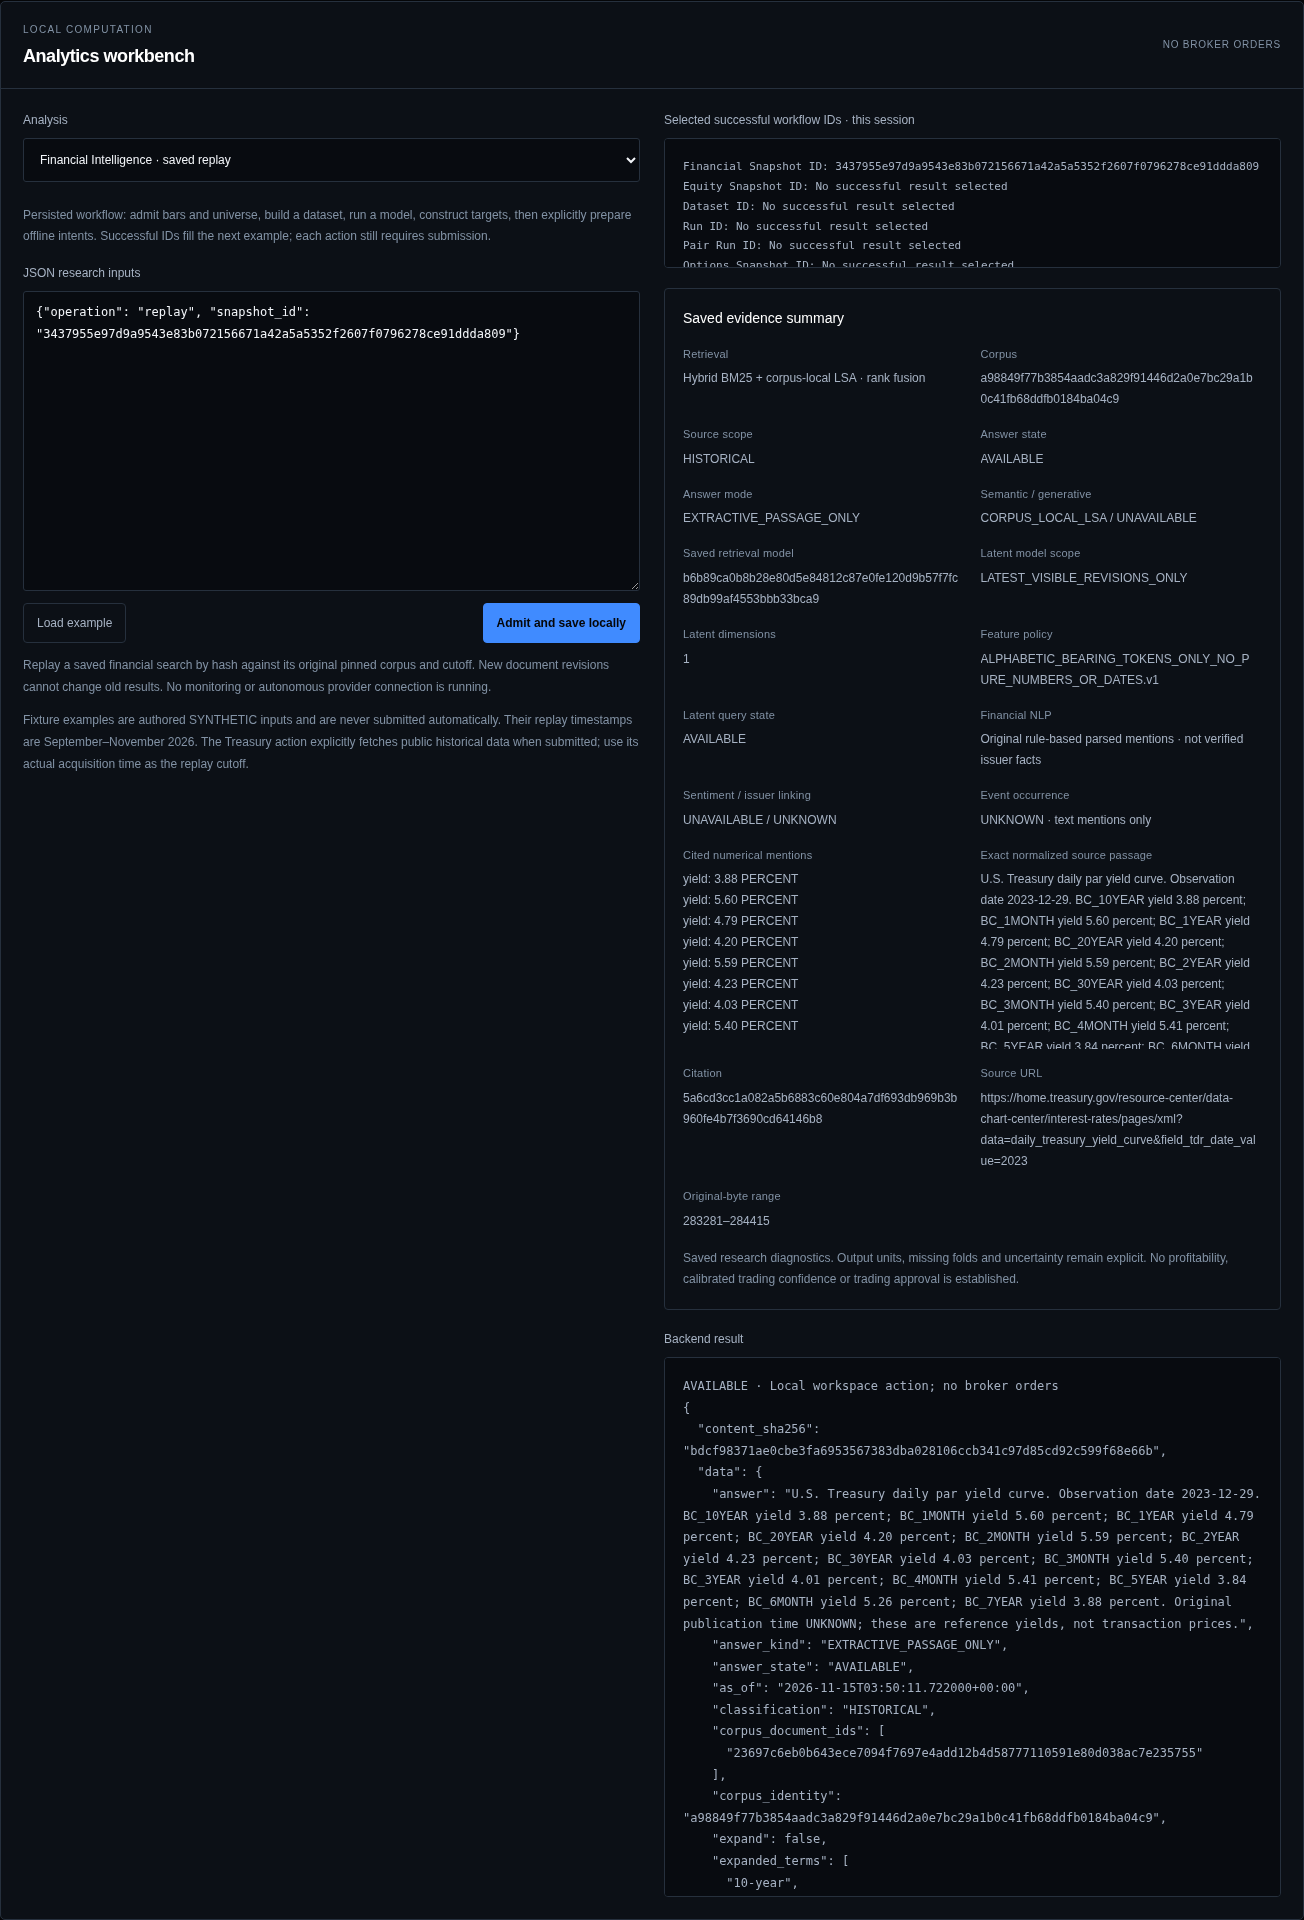 LOCAL COMPUTATION
Analytics workbench
NO BROKER ORDERS
Analysis
Financial Intelligence · saved replay
Persisted workflow: admit bars and universe, build a dataset, run a model, construct targets, then explicitly prepare
offline intents. Successful IDs fill the next example; each action still requires submission.
JSON research inputs
{"operation": "replay", "snapshot_id":
"3437955e97d9a9543e83b072156671a42a5a5352f2607f0796278ce91ddda809"}
Load example
Admit and save locally
Replay a saved financial search by hash against its original pinned corpus and cutoff. New document revisions
cannot change old results. No monitoring or autonomous provider connection is running.
Fixture examples are authored SYNTHETIC inputs and are never submitted automatically. Their replay timestamps
are September–November 2026. The Treasury action explicitly fetches public historical data when submitted; use its
actual acquisition time as the replay cutoff.
Selected successful workflow IDs · this session
Financial Snapshot ID: 3437955e97d9a9543e83b072156671a42a5a5352f2607f0796278ce91ddda809
Equity Snapshot ID: No successful result selected
Dataset ID: No successful result selected
Run ID: No successful result selected
Pair Run ID: No successful result selected
Options Snapshot ID: No successful result selected
Saved evidence summary
Retrieval
Hybrid BM25 + corpus-local LSA · rank fusion
Corpus
a98849f77b3854aadc3a829f91446d2a0e7bc29a1b
0c41fb68ddfb0184ba04c9
Source scope
HISTORICAL
Answer state
AVAILABLE
Answer mode
EXTRACTIVE_PASSAGE_ONLY
Semantic / generative
CORPUS_LOCAL_LSA / UNAVAILABLE
Saved retrieval model
b6b89ca0b8b28e80d5e84812c87e0fe120d9b57f7fc
89db99af4553bbb33bca9
Latent model scope
LATEST_VISIBLE_REVISIONS_ONLY
Latent dimensions
1
Feature policy
ALPHABETIC_BEARING_TOKENS_ONLY_NO_P
URE_NUMBERS_OR_DATES.v1
Latent query state
AVAILABLE
Financial NLP
Original rule-based parsed mentions · not verified
issuer facts
Sentiment / issuer linking
UNAVAILABLE / UNKNOWN
Event occurrence
UNKNOWN · text mentions only
Cited numerical mentions
yield: 3.88 PERCENT
yield: 5.60 PERCENT
yield: 4.79 PERCENT
yield: 4.20 PERCENT
yield: 5.59 PERCENT
yield: 4.23 PERCENT
yield: 4.03 PERCENT
yield: 5.40 PERCENT
Exact normalized source passage
U.S. Treasury daily par yield curve. Observation
date 2023-12-29. BC_10YEAR yield 3.88 percent;
BC_1MONTH yield 5.60 percent; BC_1YEAR yield
4.79 percent; BC_20YEAR yield 4.20 percent;
BC_2MONTH yield 5.59 percent; BC_2YEAR yield
4.23 percent; BC_30YEAR yield 4.03 percent;
BC_3MONTH yield 5.40 percent; BC_3YEAR yield
4.01 percent; BC_4MONTH yield 5.41 percent;
BC_5YEAR yield 3.84 percent; BC_6MONTH yield
Citation
5a6cd3cc1a082a5b6883c60e804a7df693db969b3b
960fe4b7f3690cd64146b8
Source URL
https://home.treasury.gov/resource-center/data-
chart-center/interest-rates/pages/xml?
data=daily_treasury_yield_curve&field_tdr_date_val
ue=2023
Original-byte range
283281–284415
Saved research diagnostics. Output units, missing folds and uncertainty remain explicit. No profitability,
calibrated trading confidence or trading approval is established.
Backend result
AVAILABLE · Local workspace action; no broker orders
{
"content_sha256":
"bdcf98371ae0cbe3fa6953567383dba028106ccb341c97d85cd92c599f68e66b",
"data": {
"answer": "U.S. Treasury daily par yield curve. Observation date 2023-12-29.
BC_10YEAR yield 3.88 percent; BC_1MONTH yield 5.60 percent; BC_1YEAR yield 4.79
percent; BC_20YEAR yield 4.20 percent; BC_2MONTH yield 5.59 percent; BC_2YEAR
yield 4.23 percent; BC_30YEAR yield 4.03 percent; BC_3MONTH yield 5.40 percent;
BC_3YEAR yield 4.01 percent; BC_4MONTH yield 5.41 percent; BC_5YEAR yield 3.84
percent; BC_6MONTH yield 5.26 percent; BC_7YEAR yield 3.88 percent. Original
publication time UNKNOWN; these are reference yields, not transaction prices.",
"answer_kind": "EXTRACTIVE_PASSAGE_ONLY",
"answer_state": "AVAILABLE",
"as_of": "2026-11-15T03:50:11.722000+00:00",
"classification": "HISTORICAL",
"corpus_document_ids": [
"23697c6eb0b643ece7094f7697e4add12b4d58777110591e80d038ac7e235755"
],
"corpus_identity":
"a98849f77b3854aadc3a829f91446d2a0e7bc29a1b0c41fb68ddfb0184ba04c9",
"expand": false,
"expanded_terms": [
"10-year",